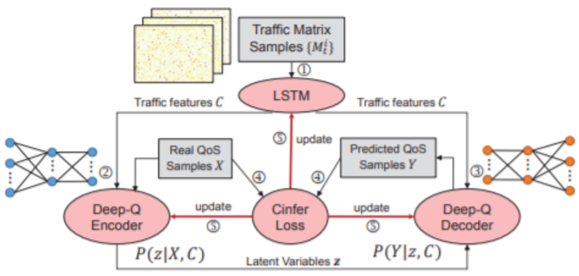 Traffic Matrix
Samples {M_t^i}
①
LSTM
Traffic features C
Traffic features C
⑤
update
Real QoS
Samples X
Predicted QoS
Samples Y
②
④
④
③
Deep-Q
Encoder
update
⑤
Cinfer
Loss
update
⑤
Deep-Q
Decoder
P(z|X, C)
P(Y|z, C)
Latent Variables z